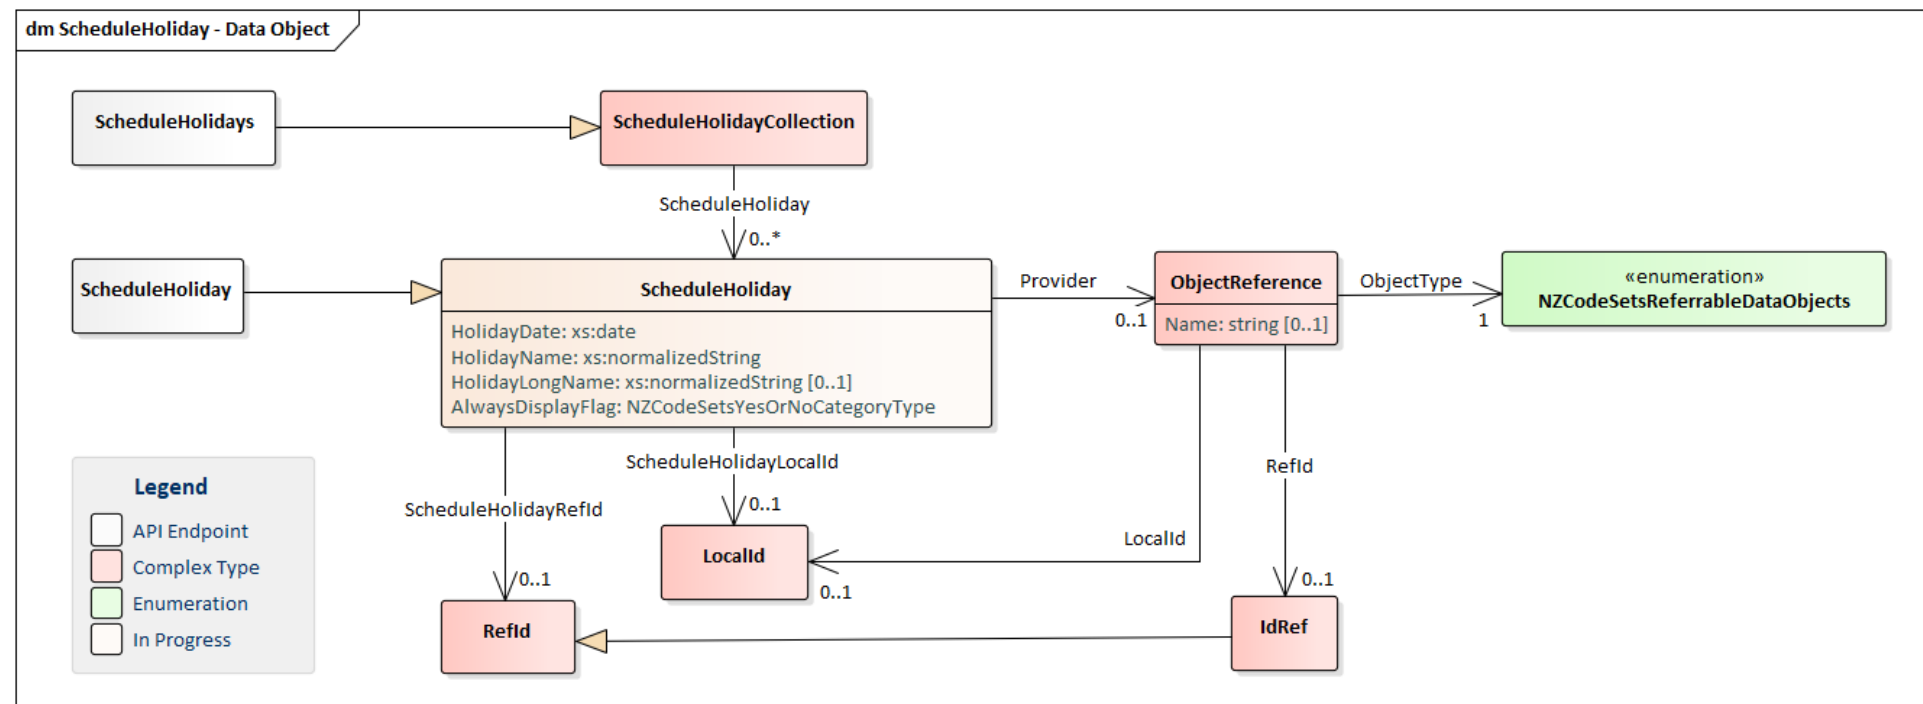 dm ScheduleHoliday - Data Object
ScheduleHolidays
ScheduleHolidayCollection
ScheduleHoliday
0..*
ScheduleHoliday
ScheduleHoliday
HolidayDate: xs:date
HolidayName: xs:normalizedString
HolidayLongName: xs:normalizedString [0..1]
AlwaysDisplayFlag: NZCodeSetsYesOrNoCategoryType
Provider
0..1
ObjectReference
Name: string [0..1]
ObjectType
1
«enumeration»
NZCodeSetsReferrableDataObjects
ScheduleHolidayLocalId
0..1
ScheduleHolidayRefId
0..1
LocalId
LocalId
0..1
RefId
0..1
RefId
IdRef
Legend
API Endpoint
Complex Type
Enumeration
In Progress